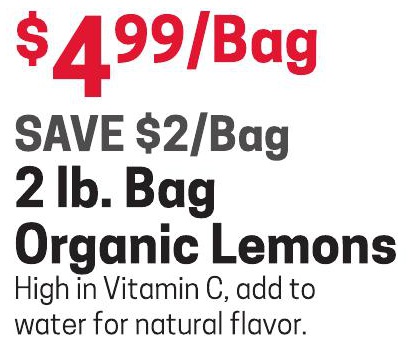 $4.99/Bag
SAVE $2/Bag
2 lb. Bag
Organic Lemons
High in Vitamin C, add to
water for natural flavor.